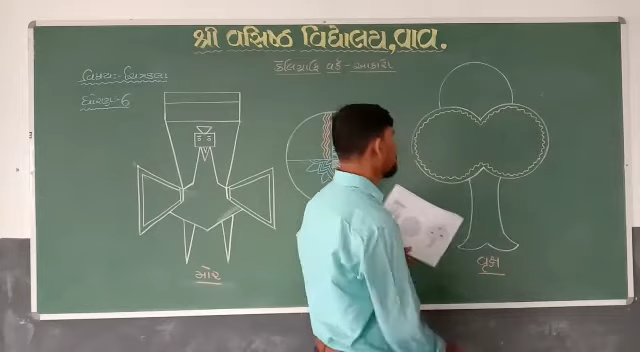 શ્રી વસિષ્ઠ વિદ્યાલય,વાવ.
કેલિગ્રાફિ વર્ક - આકારો
વિષય:- ચિત્રકલા
ધોરણ-6
મોર
વૃક્ષ